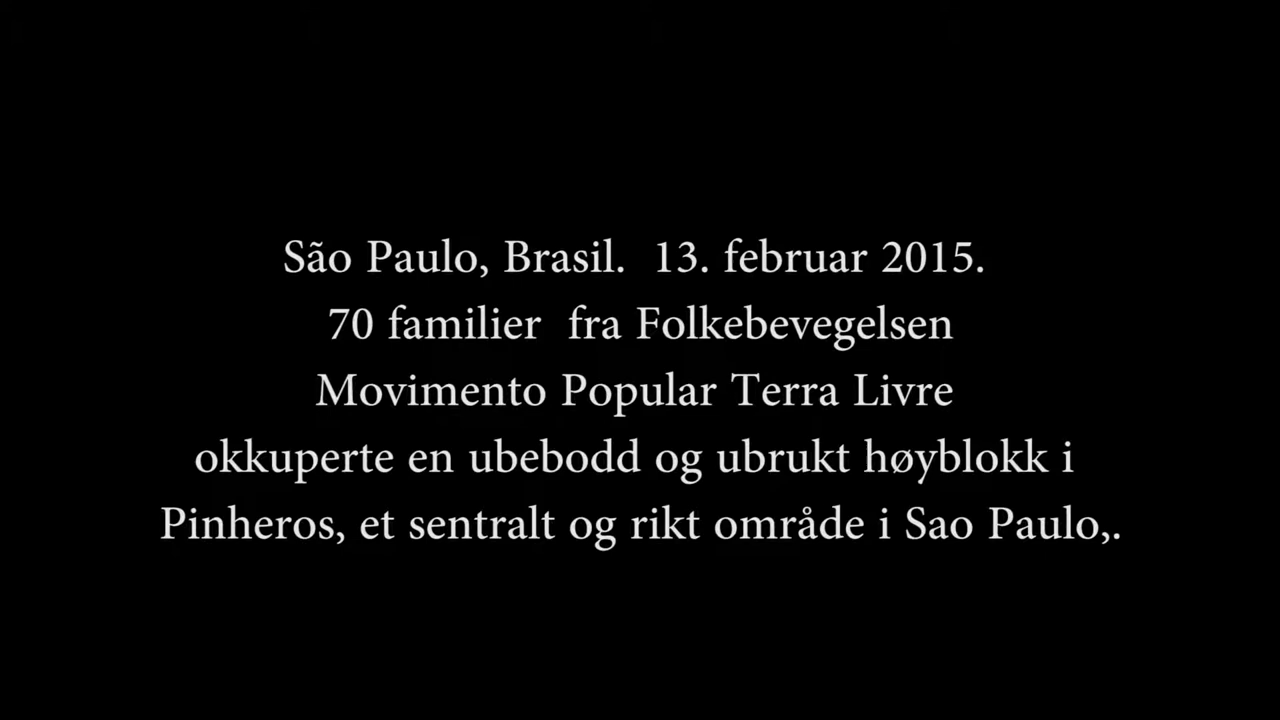 São Paulo, Brasil.  13. februar 2015.
70 familier  fra Folkebevegelsen
Movimento Popular Terra Livre
okkuperte en ubebodd og ubrukt høyblokk i
Pinheros, et sentralt og rikt område i Sao Paulo,.